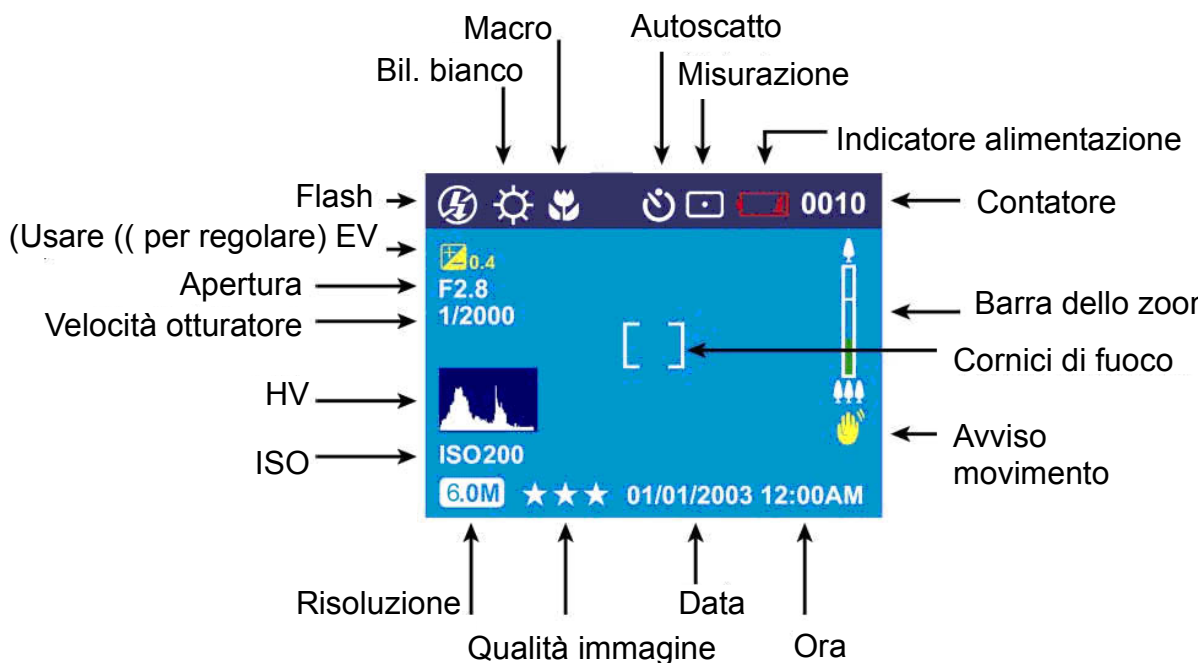 Macro
Autoscatto
Bil. bianco
Misurazione
Indicatore alimentazione
Flash
0010
Contatore
(Usare (( per regolare) EV
0.4
Apertura
F2.8
Velocità otturatore
1/2000
Barra dello zoom
Cornici di fuoco
HV
ISO
ISO200
Avviso
movimento
6.0M
01/01/2003 12:00AM
Risoluzione
Data
Qualità immagine
Ora